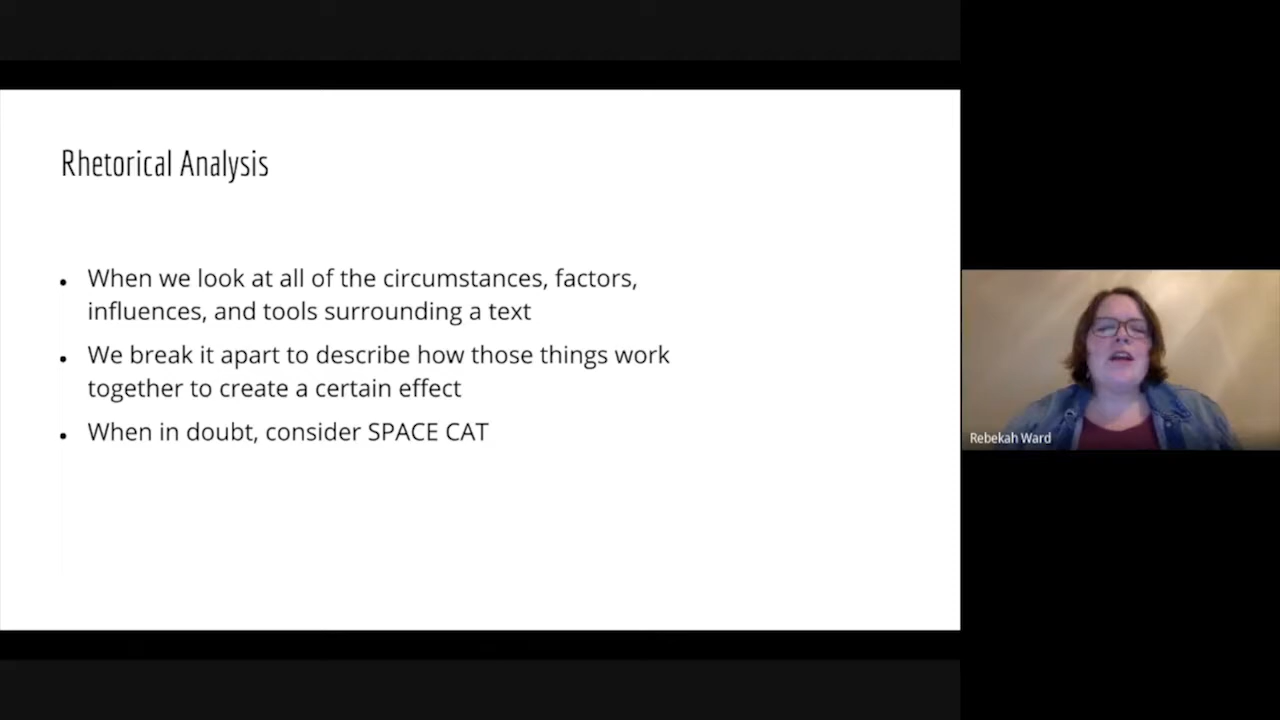 Rhetorical Analysis
• When we look at all of the circumstances, factors,
influences, and tools surrounding a text
• We break it apart to describe how those things work
together to create a certain effect
• When in doubt, consider SPACE CAT
Rebekah Ward